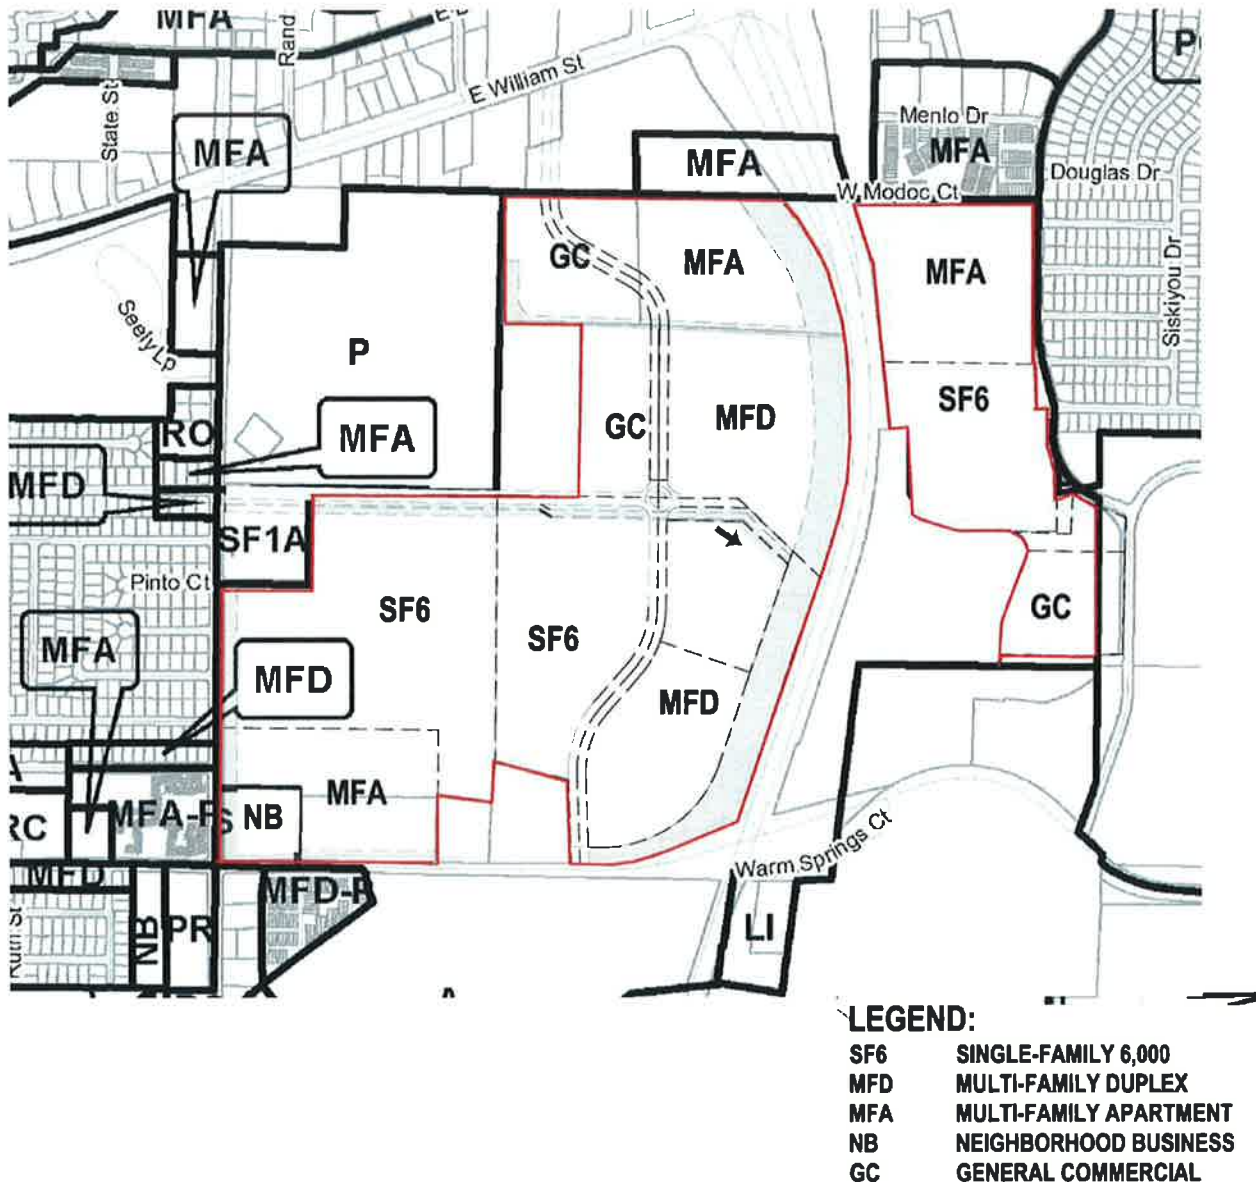 MFA
Rand
E William St
State St
MFA
MFA
Menlo Dr
MFA
Douglas Dr
W Modoc Ct
GC
MFA
MFA
Siskiyou Dr
Seely Lp
P
SF6
RO
MFA
GC
MFD
MFD
SF1A
Pinto Ct
SF6
SF6
GC
MFA
MFD
MFD
MFA
NB
RC
MFD
Warm Springs Ct
MFD-P
NB
PR
Ruth St
LI
LEGEND:
SF6 SINGLE-FAMILY 6,000
MFD MULTI-FAMILY DUPLEX
MFA MULTI-FAMILY APARTMENT
NB NEIGHBORHOOD BUSINESS
GC GENERAL COMMERCIAL